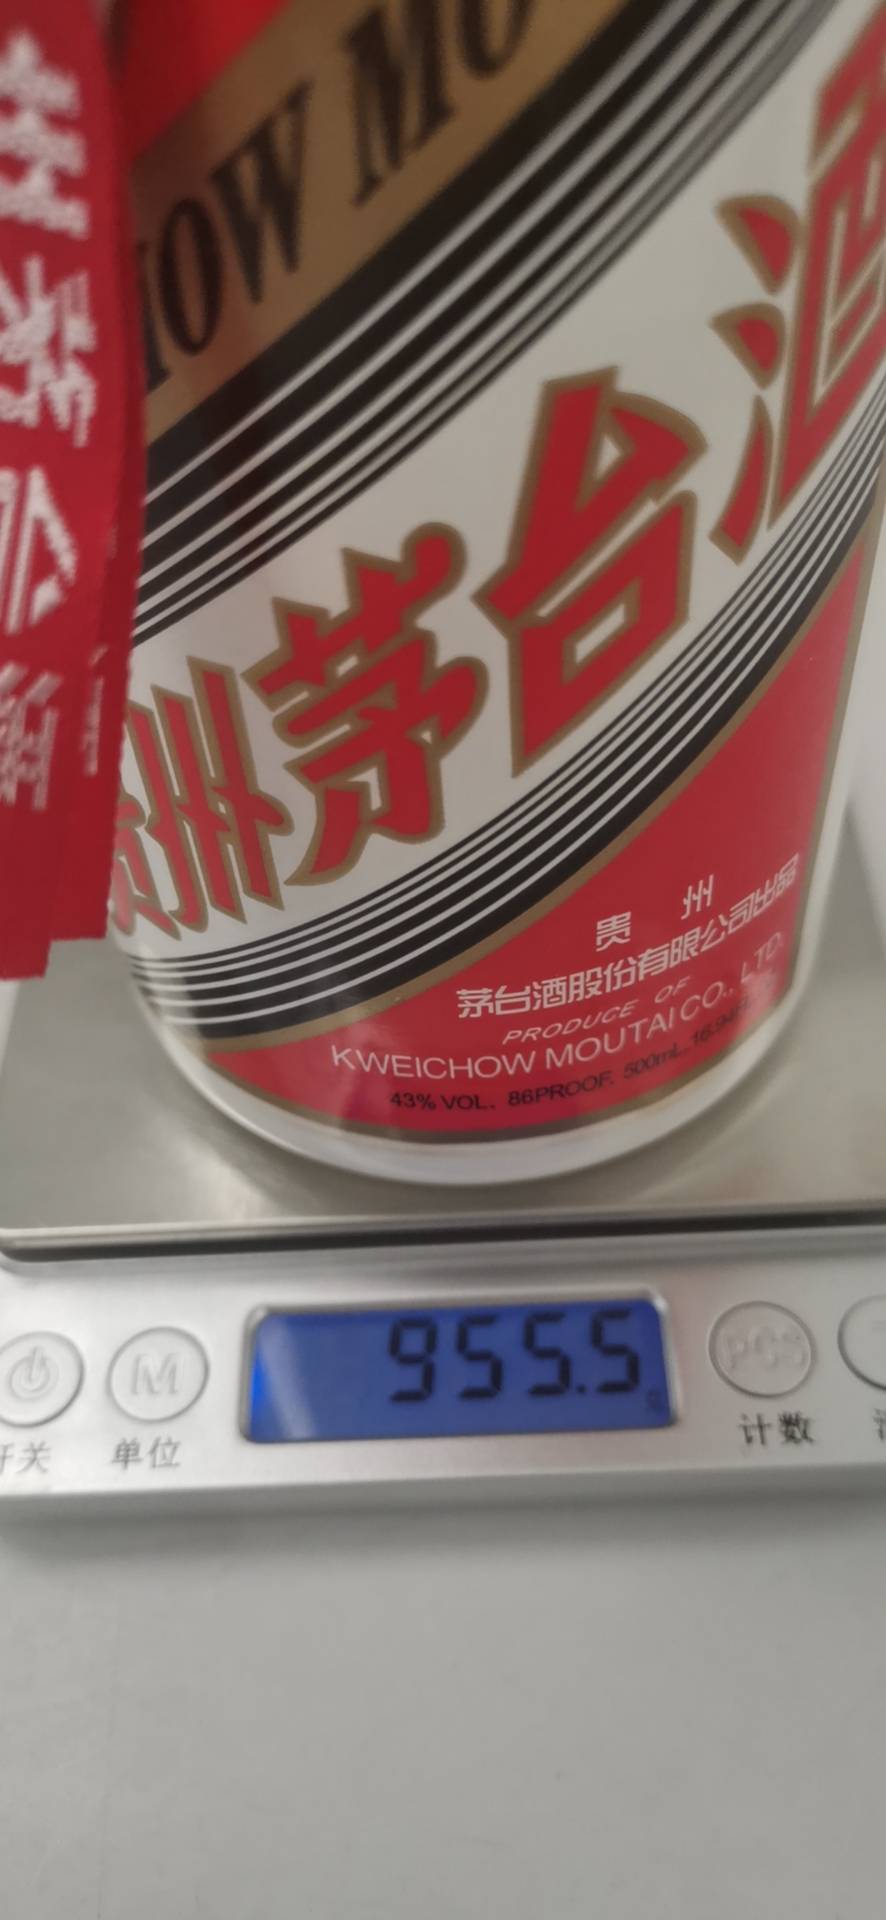 OW MO
州茅台酒
贵 州
茅台酒股份有限公司出品
PRODUCE OF
KWEICHOW MOUTAI CO., LTD.
43% VOL. 86PROOF. 500mL.
955.5
M
PCS
开关
单位
计数